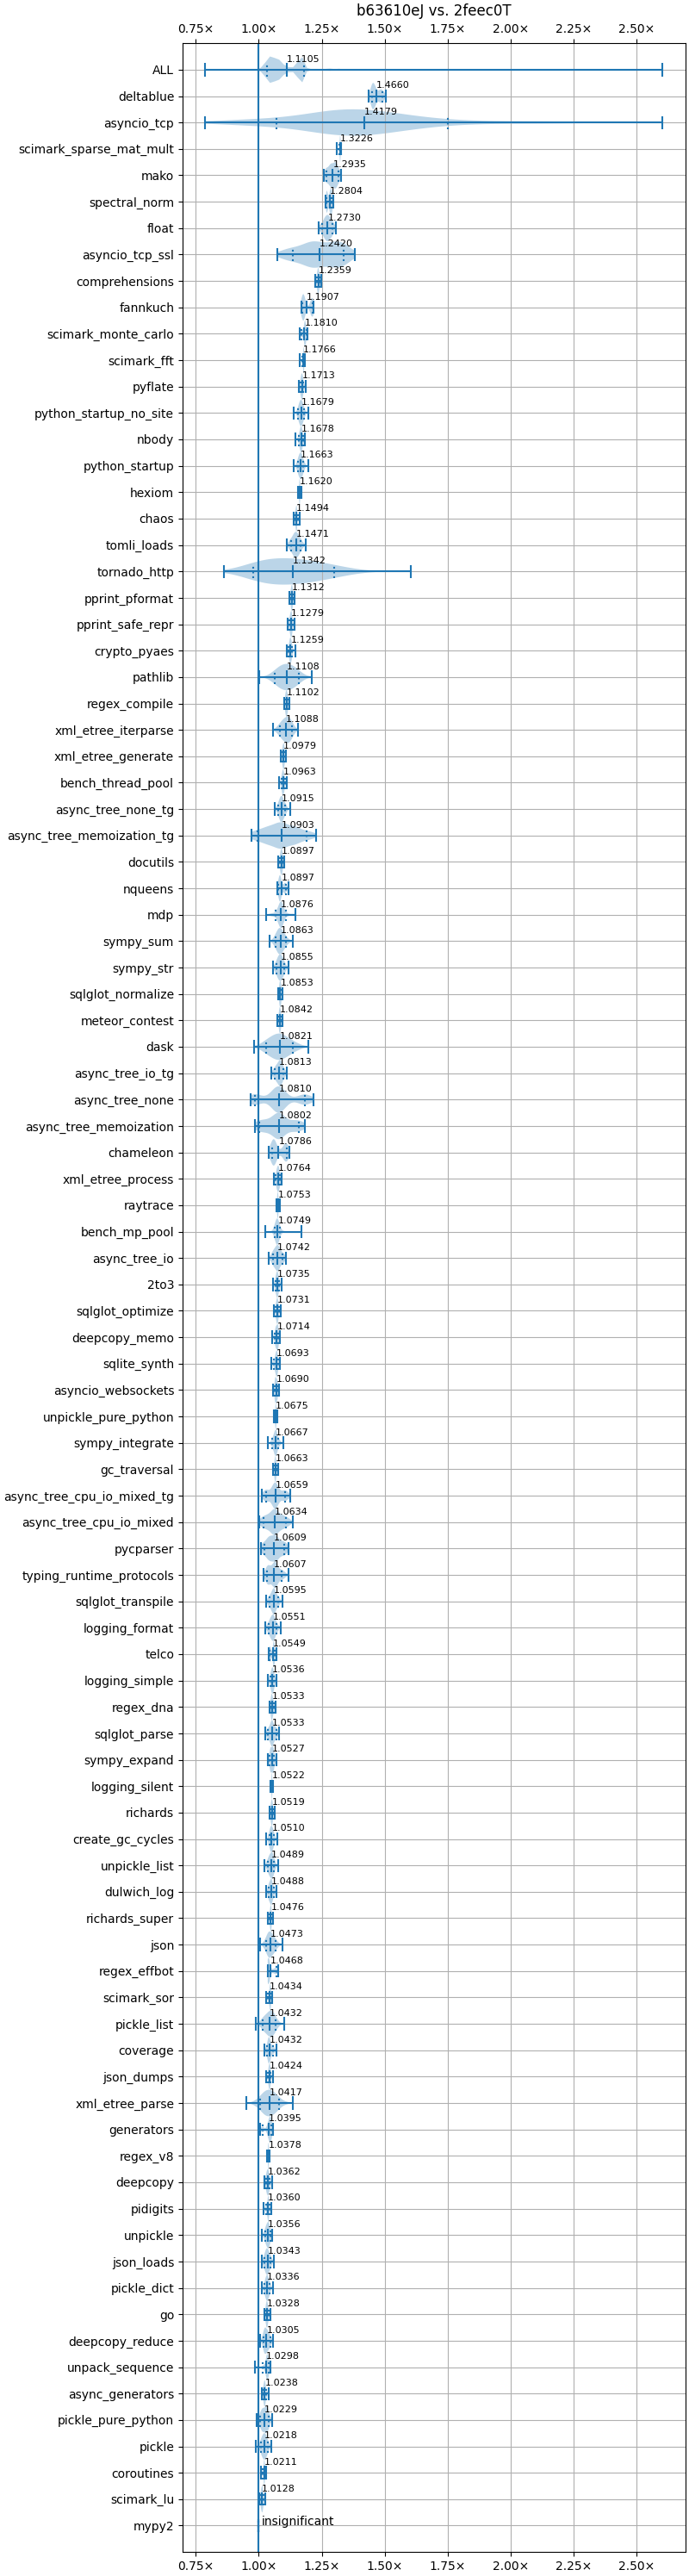 b63610eJ vs. 2feec0T
0.75× 1.00× 1.25× 1.50× 1.75× 2.00× 2.25× 2.50×
ALL 1.1105
deltablue 1.4660
asyncio_tcp 1.4179
scimark_sparse_mat_mult 1.3226
mako 1.2935
spectral_norm 1.2804
float 1.2730
asyncio_tcp_ssl 1.2420
comprehensions 1.2359
fannkuch 1.1907
scimark_monte_carlo 1.1810
scimark_fft 1.1766
pyflate 1.1713
python_startup_no_site 1.1679
nbody 1.1678
python_startup 1.1663
hexiom 1.1620
chaos 1.1494
tomli_loads 1.1471
tornado_http 1.1342
pprint_pformat 1.1312
pprint_safe_repr 1.1279
crypto_pyaes 1.1259
pathlib 1.1108
regex_compile 1.1102
xml_etree_iterparse 1.1088
xml_etree_generate 1.0979
bench_thread_pool 1.0963
async_tree_none_tg 1.0915
async_tree_memoization_tg 1.0903
docutils 1.0897
nqueens 1.0897
mdp 1.0876
sympy_sum 1.0863
sympy_str 1.0855
sqlglot_normalize 1.0853
meteor_contest 1.0842
dask 1.0821
async_tree_io_tg 1.0813
async_tree_none 1.0810
async_tree_memoization 1.0802
chameleon 1.0786
xml_etree_process 1.0764
raytrace 1.0753
bench_mp_pool 1.0749
async_tree_io 1.0742
2to3 1.0735
sqlglot_optimize 1.0731
deepcopy_memo 1.0714
sqlite_synth 1.0693
asyncio_websockets 1.0690
unpickle_pure_python 1.0675
sympy_integrate 1.0667
gc_traversal 1.0663
async_tree_cpu_io_mixed_tg 1.0659
async_tree_cpu_io_mixed 1.0634
pycparser 1.0609
typing_runtime_protocols 1.0607
sqlglot_transpile 1.0595
logging_format 1.0551
telco 1.0549
logging_simple 1.0536
regex_dna 1.0533
sqlglot_parse 1.0533
sympy_expand 1.0527
logging_silent 1.0522
richards 1.0519
create_gc_cycles 1.0510
unpickle_list 1.0489
dulwich_log 1.0488
richards_super 1.0476
json 1.0473
regex_effbot 1.0468
scimark_sor 1.0434
pickle_list 1.0432
coverage 1.0432
json_dumps 1.0424
xml_etree_parse 1.0417
generators 1.0395
regex_v8 1.0378
deepcopy 1.0362
pidigits 1.0360
unpickle 1.0356
json_loads 1.0343
pickle_dict 1.0336
go 1.0328
deepcopy_reduce 1.0305
unpack_sequence 1.0298
async_generators 1.0238
pickle_pure_python 1.0229
pickle 1.0218
coroutines 1.0211
scimark_lu 1.0128
mypy2 insignificant
0.75× 1.00× 1.25× 1.50× 1.75× 2.00× 2.25× 2.50×